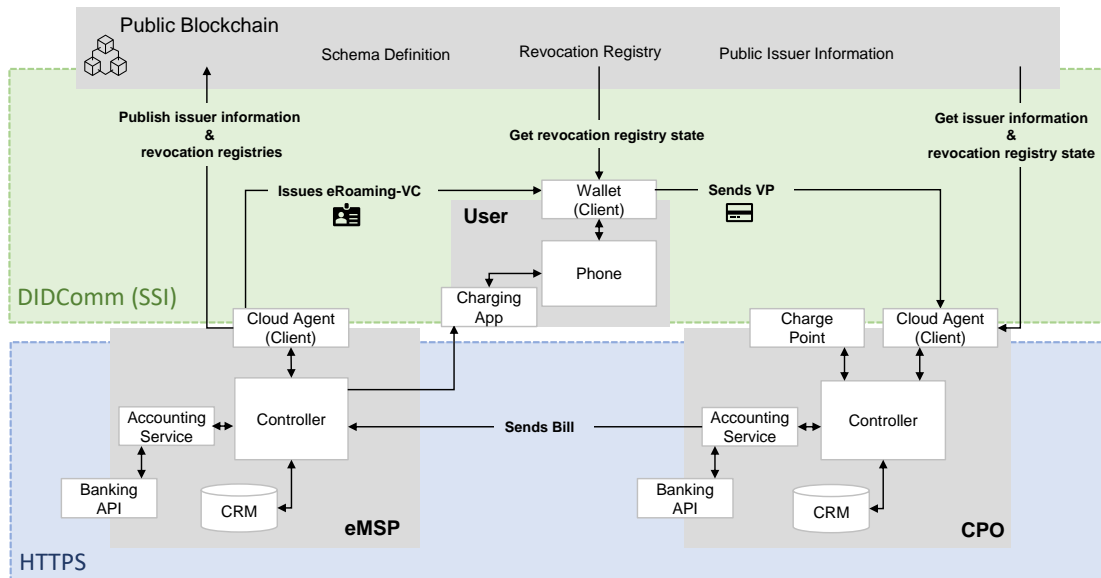 Public Blockchain
Schema Definition
Revocation Registry
Public Issuer Information
Publish issuer information
&
revocation registries
Get revocation registry state
Get issuer information
&
revocation registry state
Issues eRoaming-VC
Wallet
(Client)
Sends VP
User
Phone
DIDComm (SSI)
Charging
App
Cloud Agent
(Client)
Charge
Point
Cloud Agent
(Client)
Controller
Accounting
Service
Sends Bill
Accounting
Service
Controller
Banking
API
CRM
eMSP
Banking
API
CRM
CPO
HTTPS